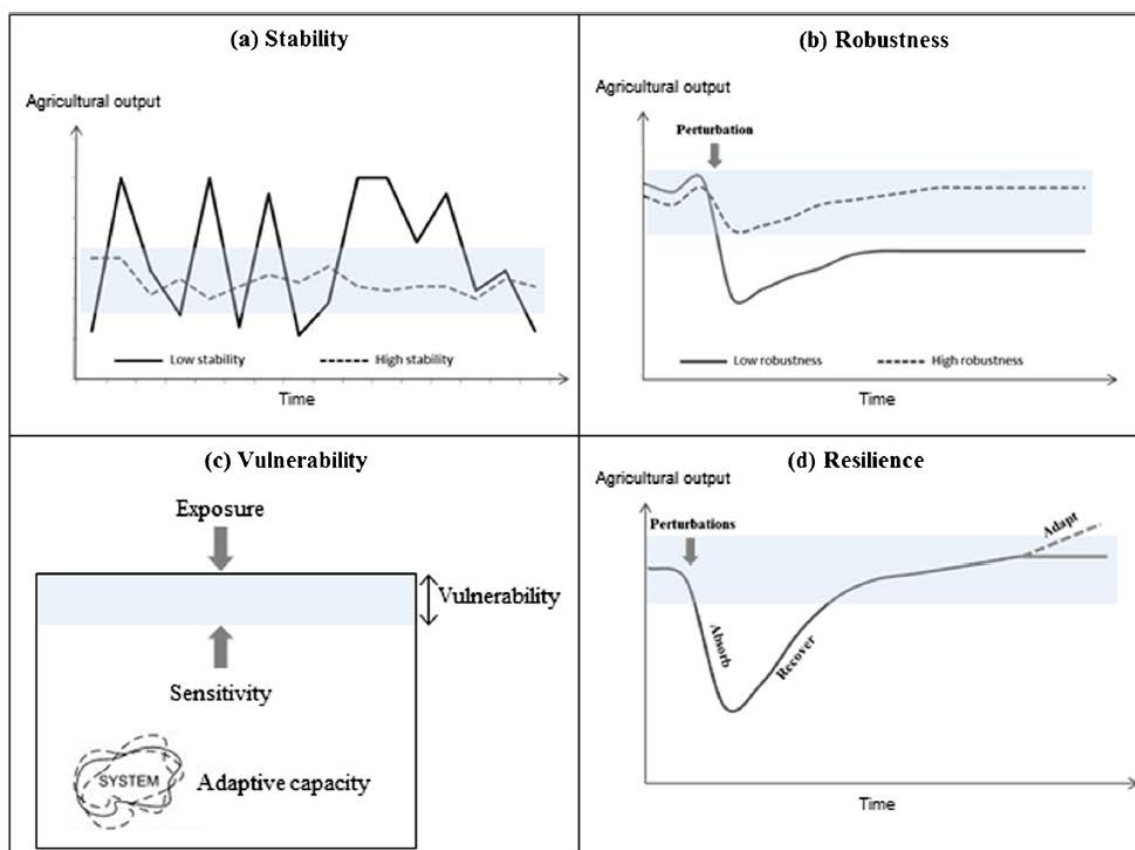 (a) Stability
Agricultural output
Low stability
High stability
Time
(b) Robustness
Agricultural output
Perturbation
Low robustness
High robustness
Time
(c) Vulnerability
Exposure
Vulnerability
Sensitivity
SYSTEM
Adaptive capacity
(d) Resilience
Agricultural output
Perturbations
Adapt
Absorb
Recover
Time